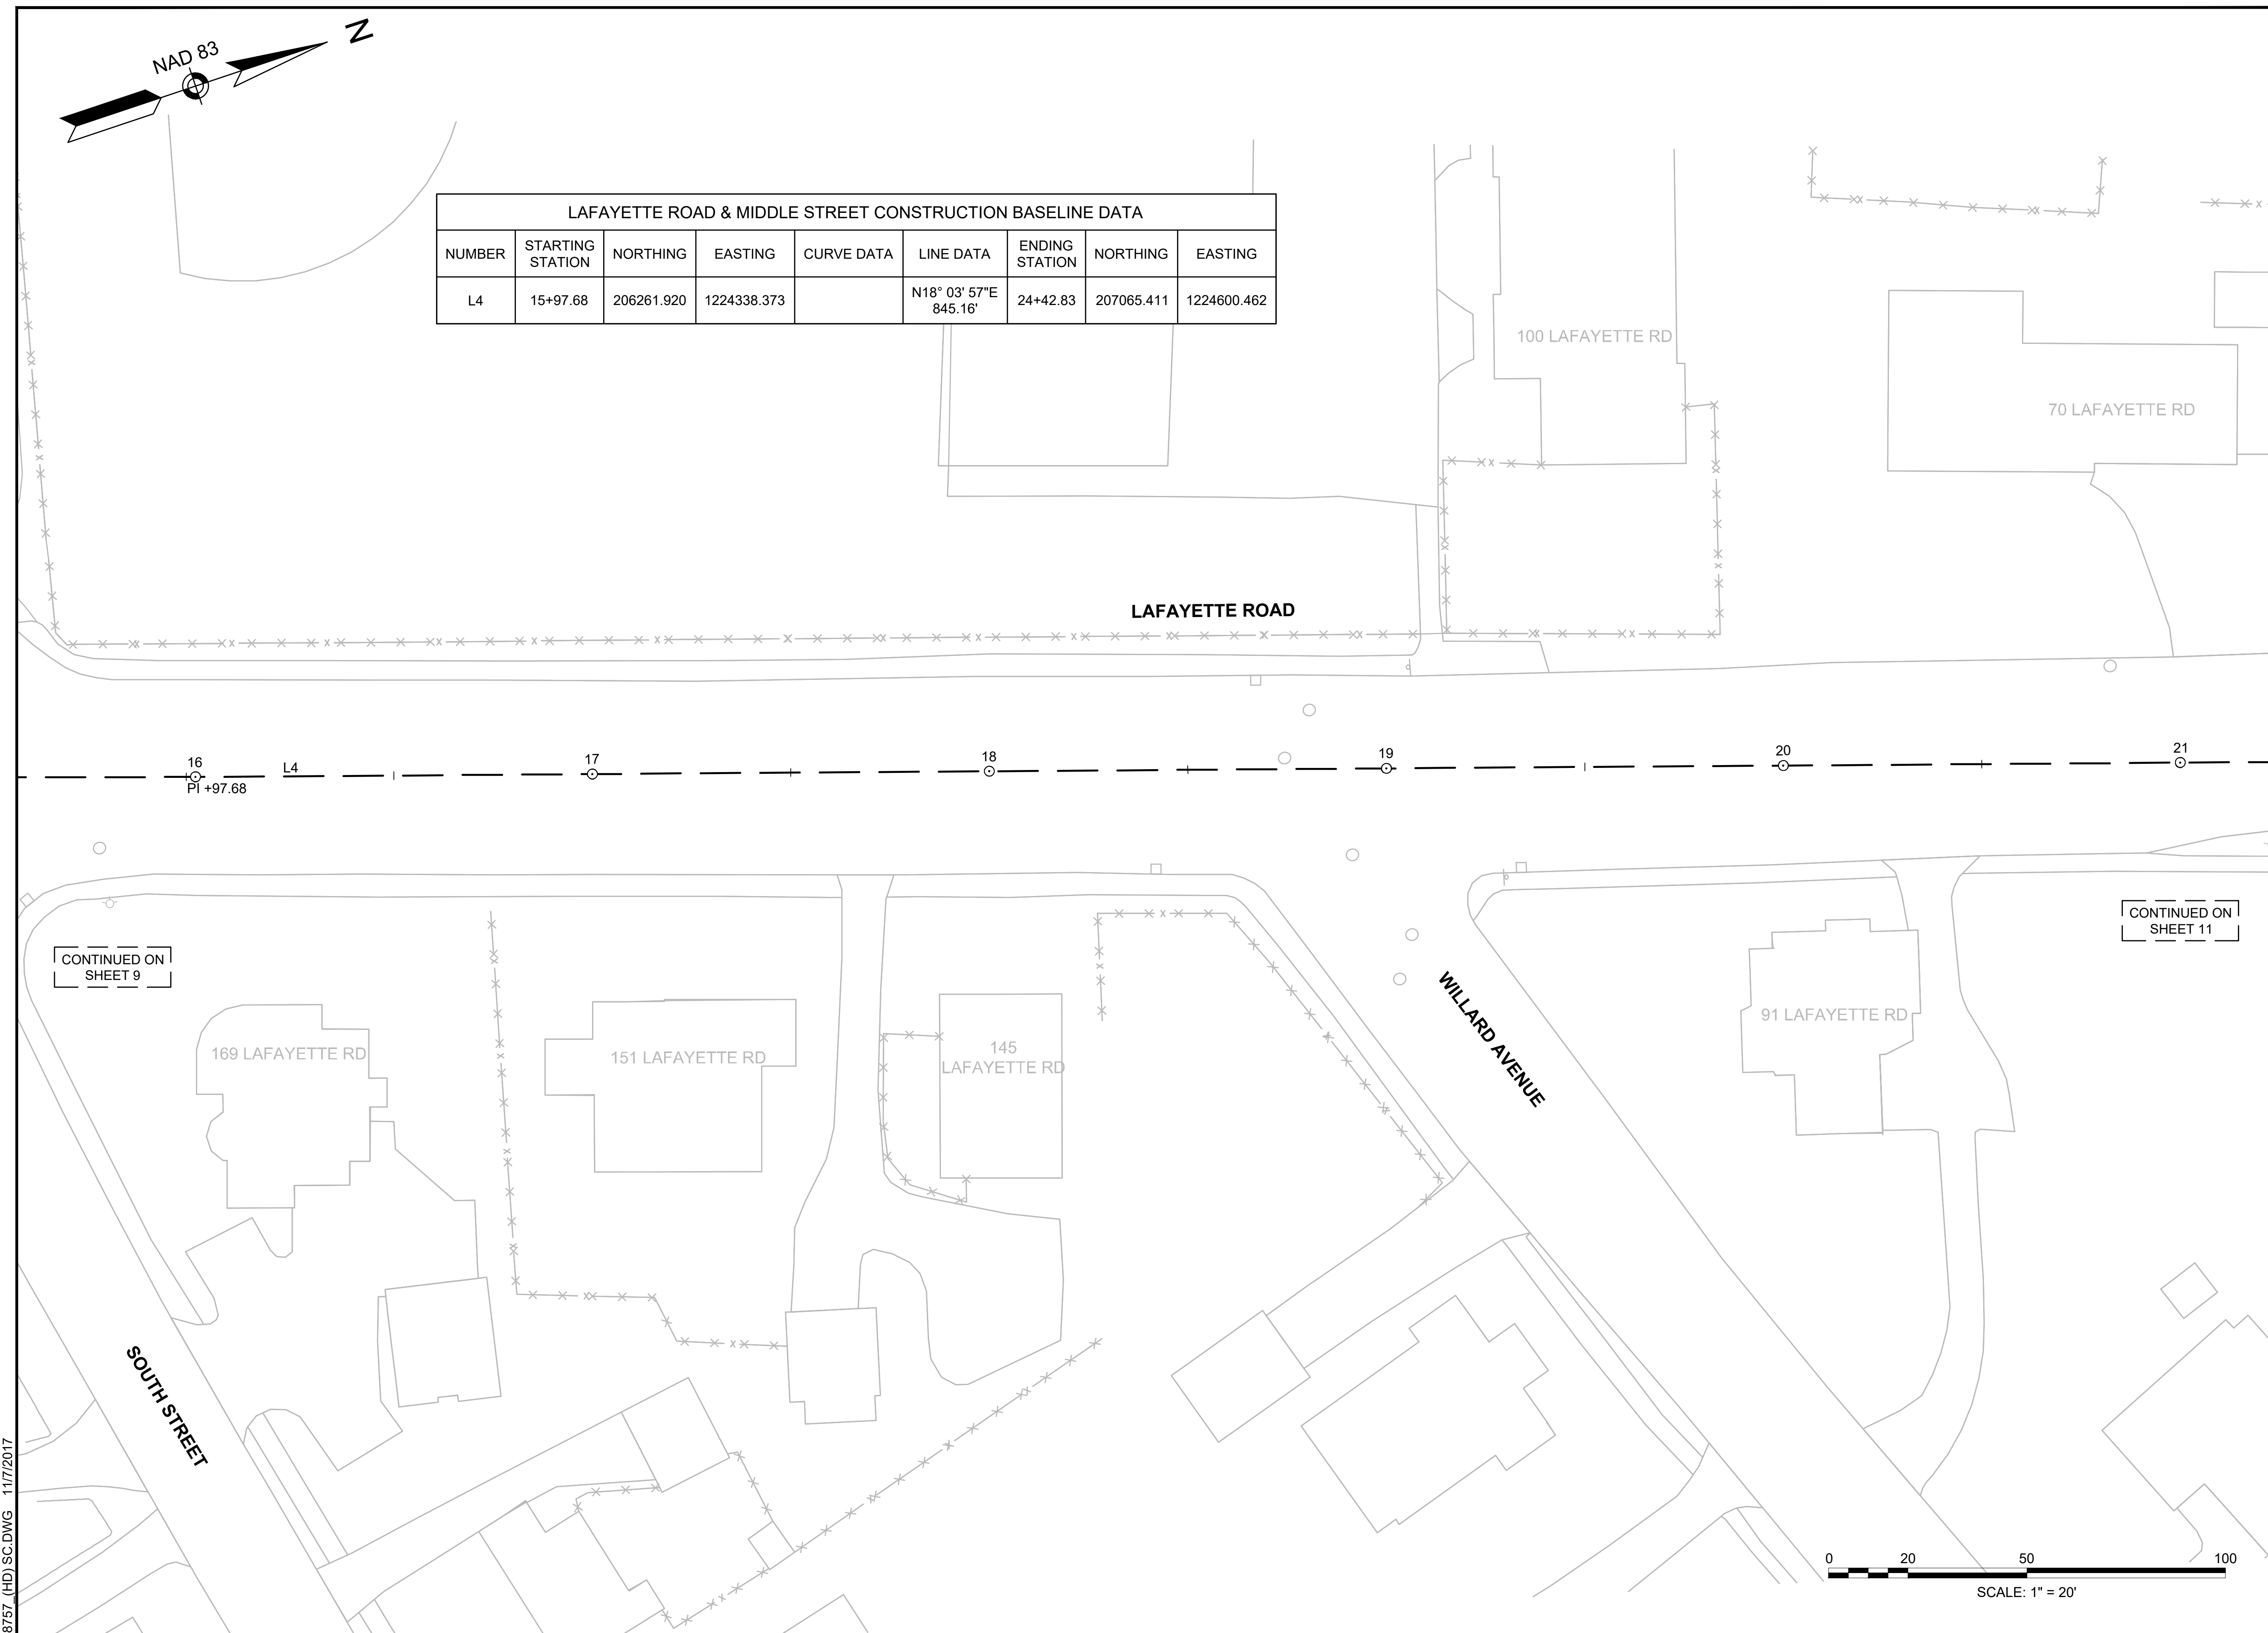 NAD 83
N
LAFAYETTE ROAD & MIDDLE STREET CONSTRUCTION BASELINE DATA
NUMBER STARTING STATION NORTHING EASTING CURVE DATA LINE DATA ENDING STATION NORTHING EASTING
L4 15+97.68 206261.920 1224338.373 N18° 03' 57"E 845.16' 24+42.83 207065.411 1224600.462
100 LAFAYETTE RD
70 LAFAYETTE RD
LAFAYETTE ROAD
16 L4 17 18 19 20 21
PI +97.68
CONTINUED ON
SHEET 9
CONTINUED ON
SHEET 11
169 LAFAYETTE RD
151 LAFAYETTE RD
145
LAFAYETTE RD
WILLARD AVENUE
91 LAFAYETTE RD
SOUTH STREET
0 20 50 100
SCALE: 1" = 20'
8757_(HD) SC.DWG 11/7/2017